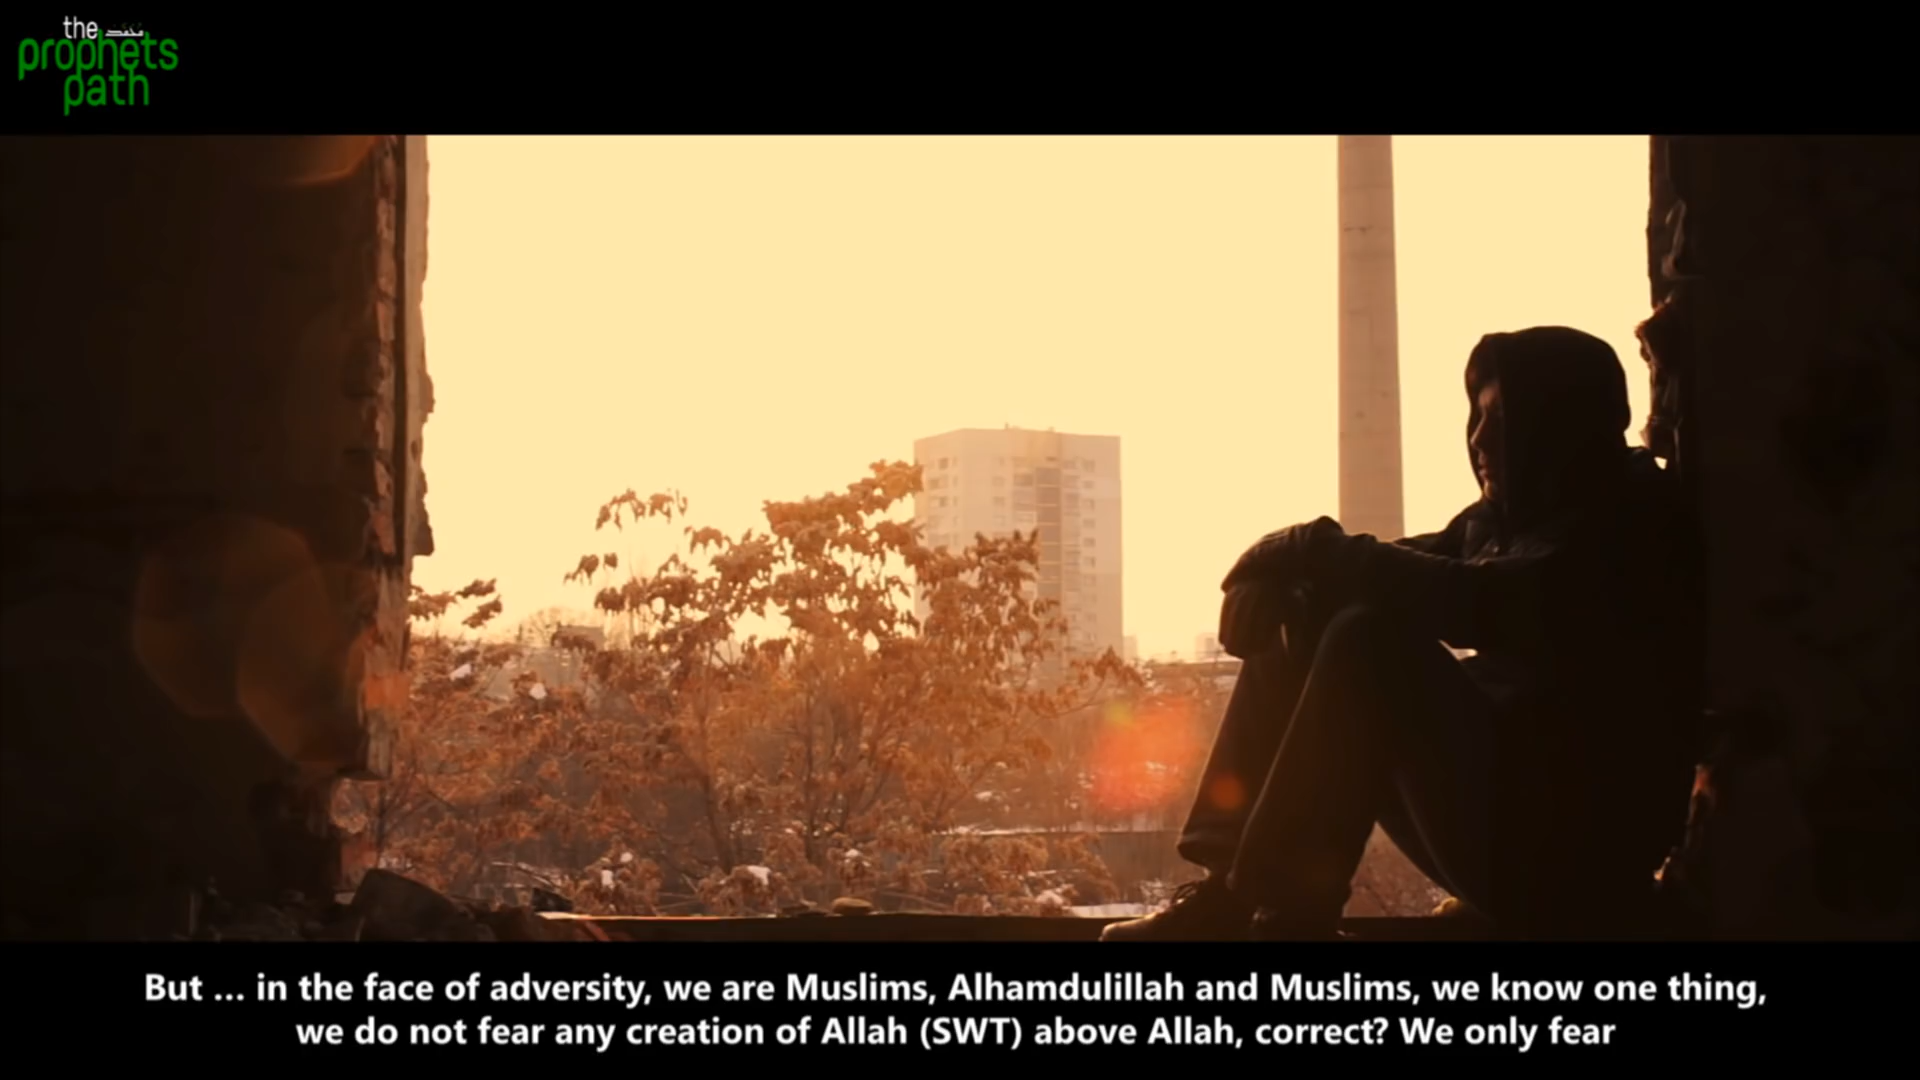 the
prophets
path
But ... in the face of adversity, we are Muslims, Alhamdulillah and Muslims, we know one thing,
we do not fear any creation of Allah (SWT) above Allah, correct? We only fear